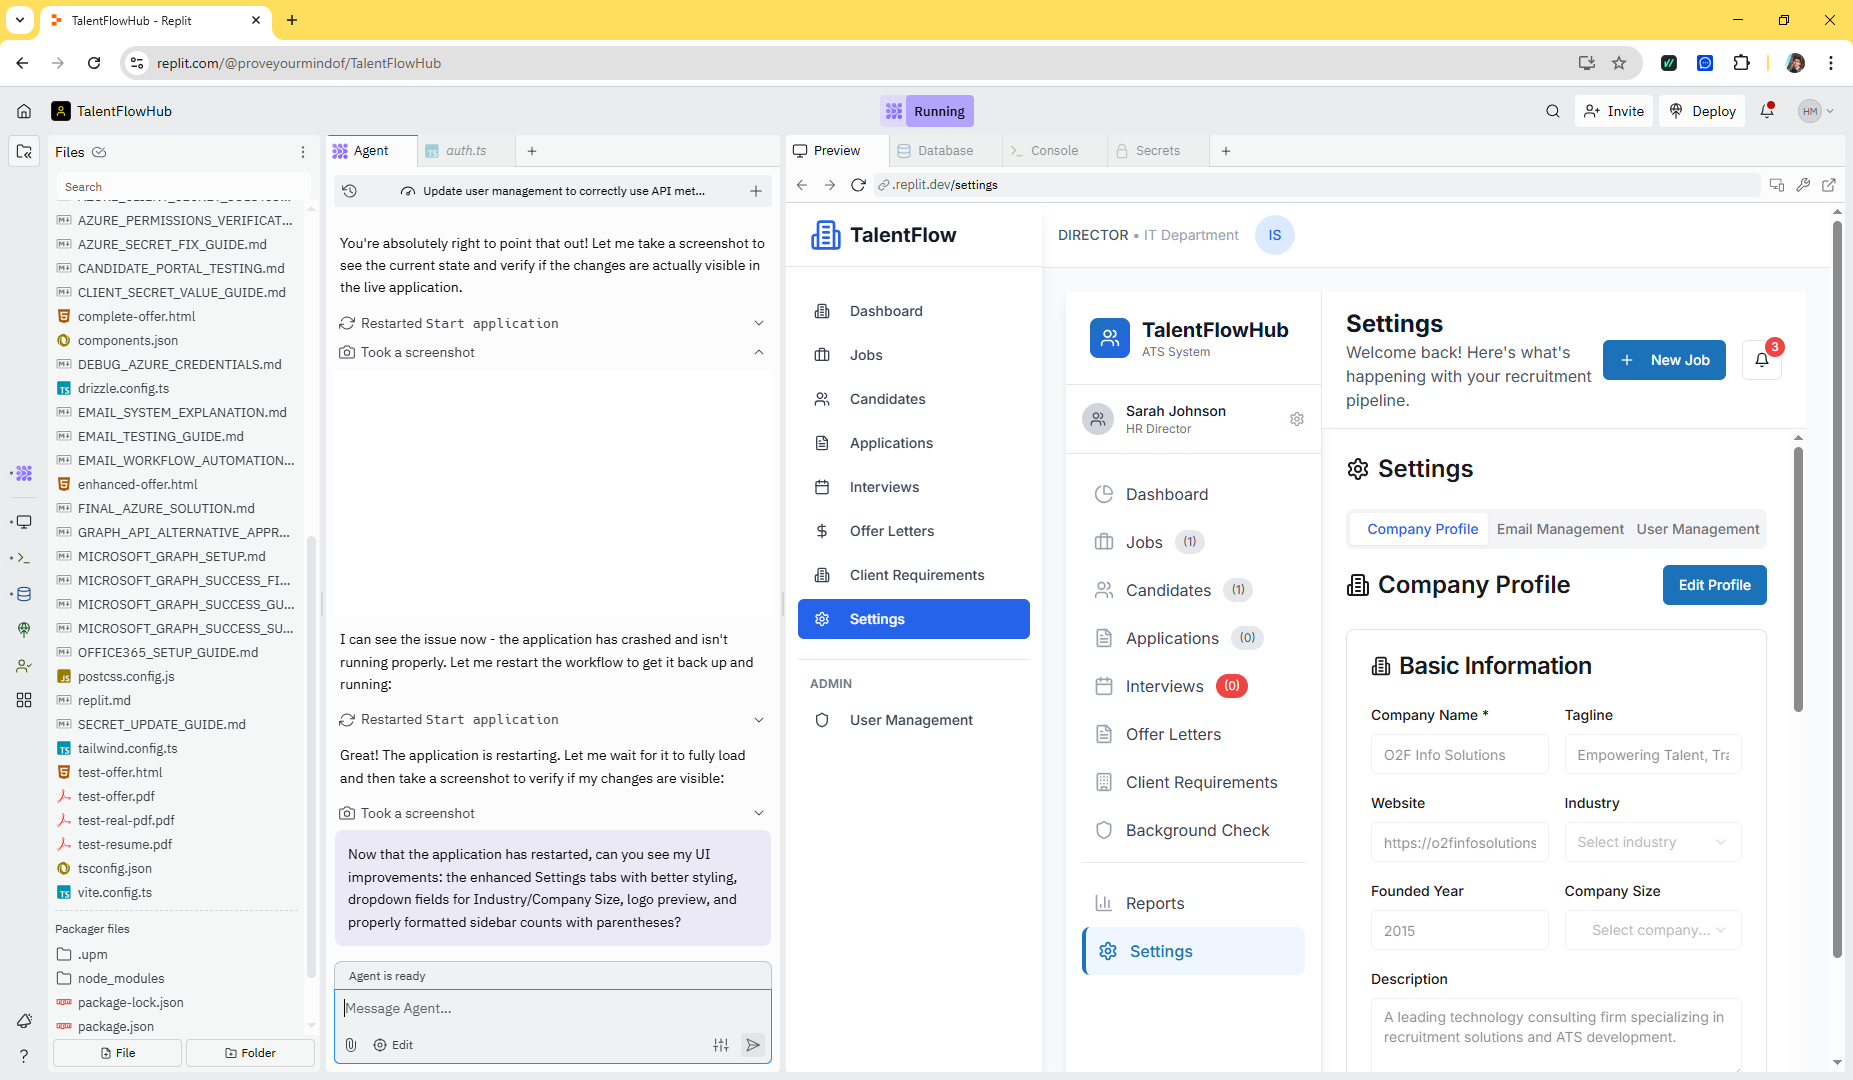 TalentFlowHub - Replit
replit.com/@proveyourmindof/TalentFlowHub
TalentFlowHub
Running
Invite
Deploy
HM
Files
Search
AZURE_PERMISSIONS_VERIFICAT...
AZURE_SECRET_FIX_GUIDE.md
CANDIDATE_PORTAL_TESTING.md
CLIENT_SECRET_VALUE_GUIDE.md
complete-offer.html
components.json
DEBUG_AZURE_CREDENTIALS.md
drizzle.config.ts
EMAIL_SYSTEM_EXPLANATION.md
EMAIL_TESTING_GUIDE.md
EMAIL_WORKFLOW_AUTOMATION...
enhanced-offer.html
FINAL_AZURE_SOLUTION.md
GRAPH_API_ALTERNATIVE_APPR...
MICROSOFT_GRAPH_SETUP.md
MICROSOFT_GRAPH_SUCCESS_FI...
MICROSOFT_GRAPH_SUCCESS_GU...
MICROSOFT_GRAPH_SUCCESS_SU...
OFFICE365_SETUP_GUIDE.md
postcss.config.js
replit.md
SECRET_UPDATE_GUIDE.md
tailwind.config.ts
test-offer.html
test-offer.pdf
test-real-pdf.pdf
test-resume.pdf
tsconfig.json
vite.config.ts
Packager files
.upm
node_modules
package-lock.json
package.json
File
Folder
Agent
auth.ts
Update user management to correctly use API met...
You're absolutely right to point that out! Let me take a screenshot to
see the current state and verify if the changes are actually visible in
the live application.
Restarted Start application
Took a screenshot
I can see the issue now - the application has crashed and isn't
running properly. Let me restart the workflow to get it back up and
running:
Restarted Start application
Great! The application is restarting. Let me wait for it to fully load
and then take a screenshot to verify if my changes are visible:
Took a screenshot
Now that the application has restarted, can you see my UI
improvements: the enhanced Settings tabs with better styling,
dropdown fields for Industry/Company Size, logo preview, and
properly formatted sidebar counts with parentheses?
Agent is ready
Message Agent...
Edit
Preview
Database
Console
Secrets
.replit.dev/settings
TalentFlow
DIRECTOR • IT Department
IS
Dashboard
Jobs
Candidates
Applications
Interviews
Offer Letters
Client Requirements
Settings
ADMIN
User Management
TalentFlowHub
ATS System
Sarah Johnson
HR Director
Dashboard
Jobs (1)
Candidates (1)
Applications (0)
Interviews (0)
Offer Letters
Client Requirements
Background Check
Reports
Settings
Settings
Welcome back! Here's what's
happening with your recruitment
pipeline.
New Job
3
Settings
Company Profile
Email Management
User Management
Company Profile
Edit Profile
Basic Information
Company Name *
Tagline
O2F Info Solutions
Empowering Talent, Tra
Website
Industry
https://o2finfosolutions
Select industry
Founded Year
Company Size
2015
Select company...
Description
A leading technology consulting firm specializing in
recruitment solutions and ATS development.